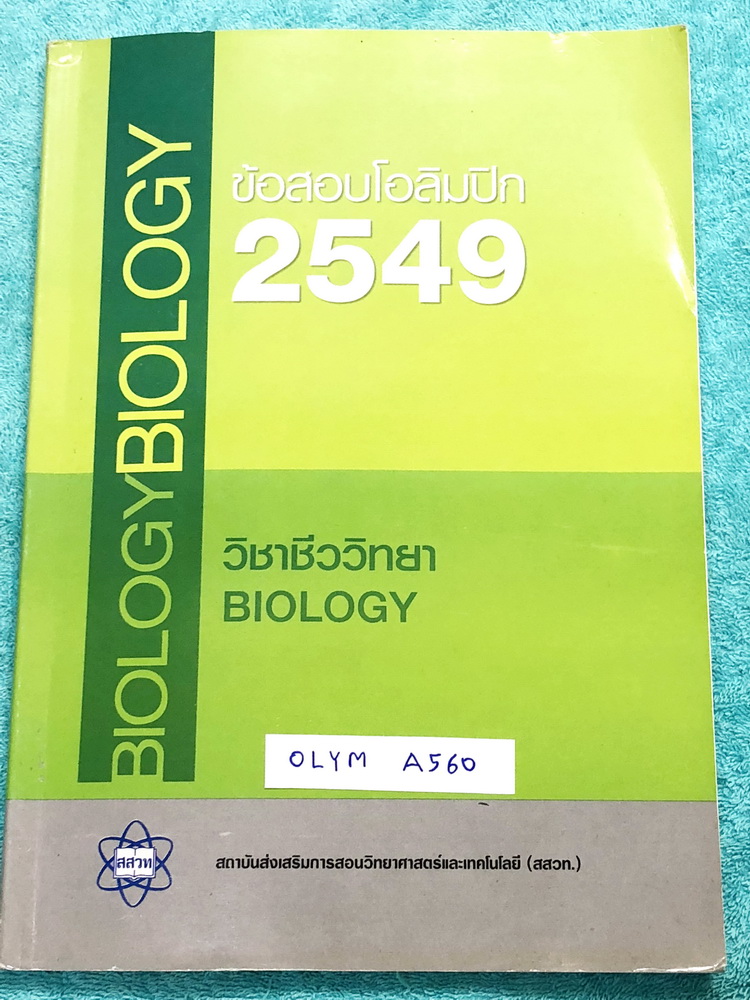 BIOLOGYBIOLOGY
ข้อสอบโอลิมปิก
2549
วิชาชีววิทยา
BIOLOGY
OLYM A560
สสวท
สถาบันส่งเสริมการสอนวิทยาศาสตร์และเทคโนโลยี (สสวท.)